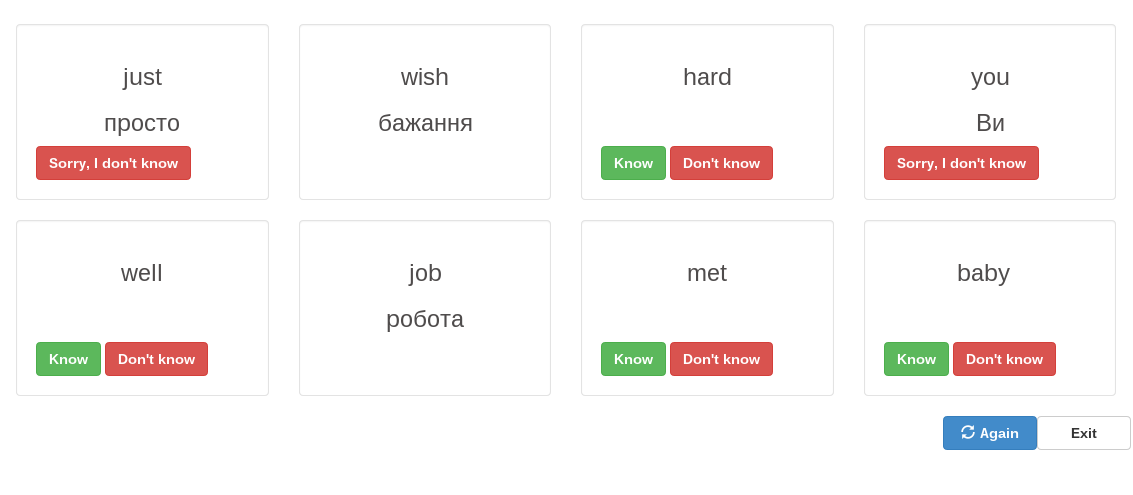 just
просто
Sorry, I don't know
wish
бажання
hard
Know Don't know
you
Ви
Sorry, I don't know
well
Know Don't know
job
робота
met
Know Don't know
baby
Know Don't know
Again Exit